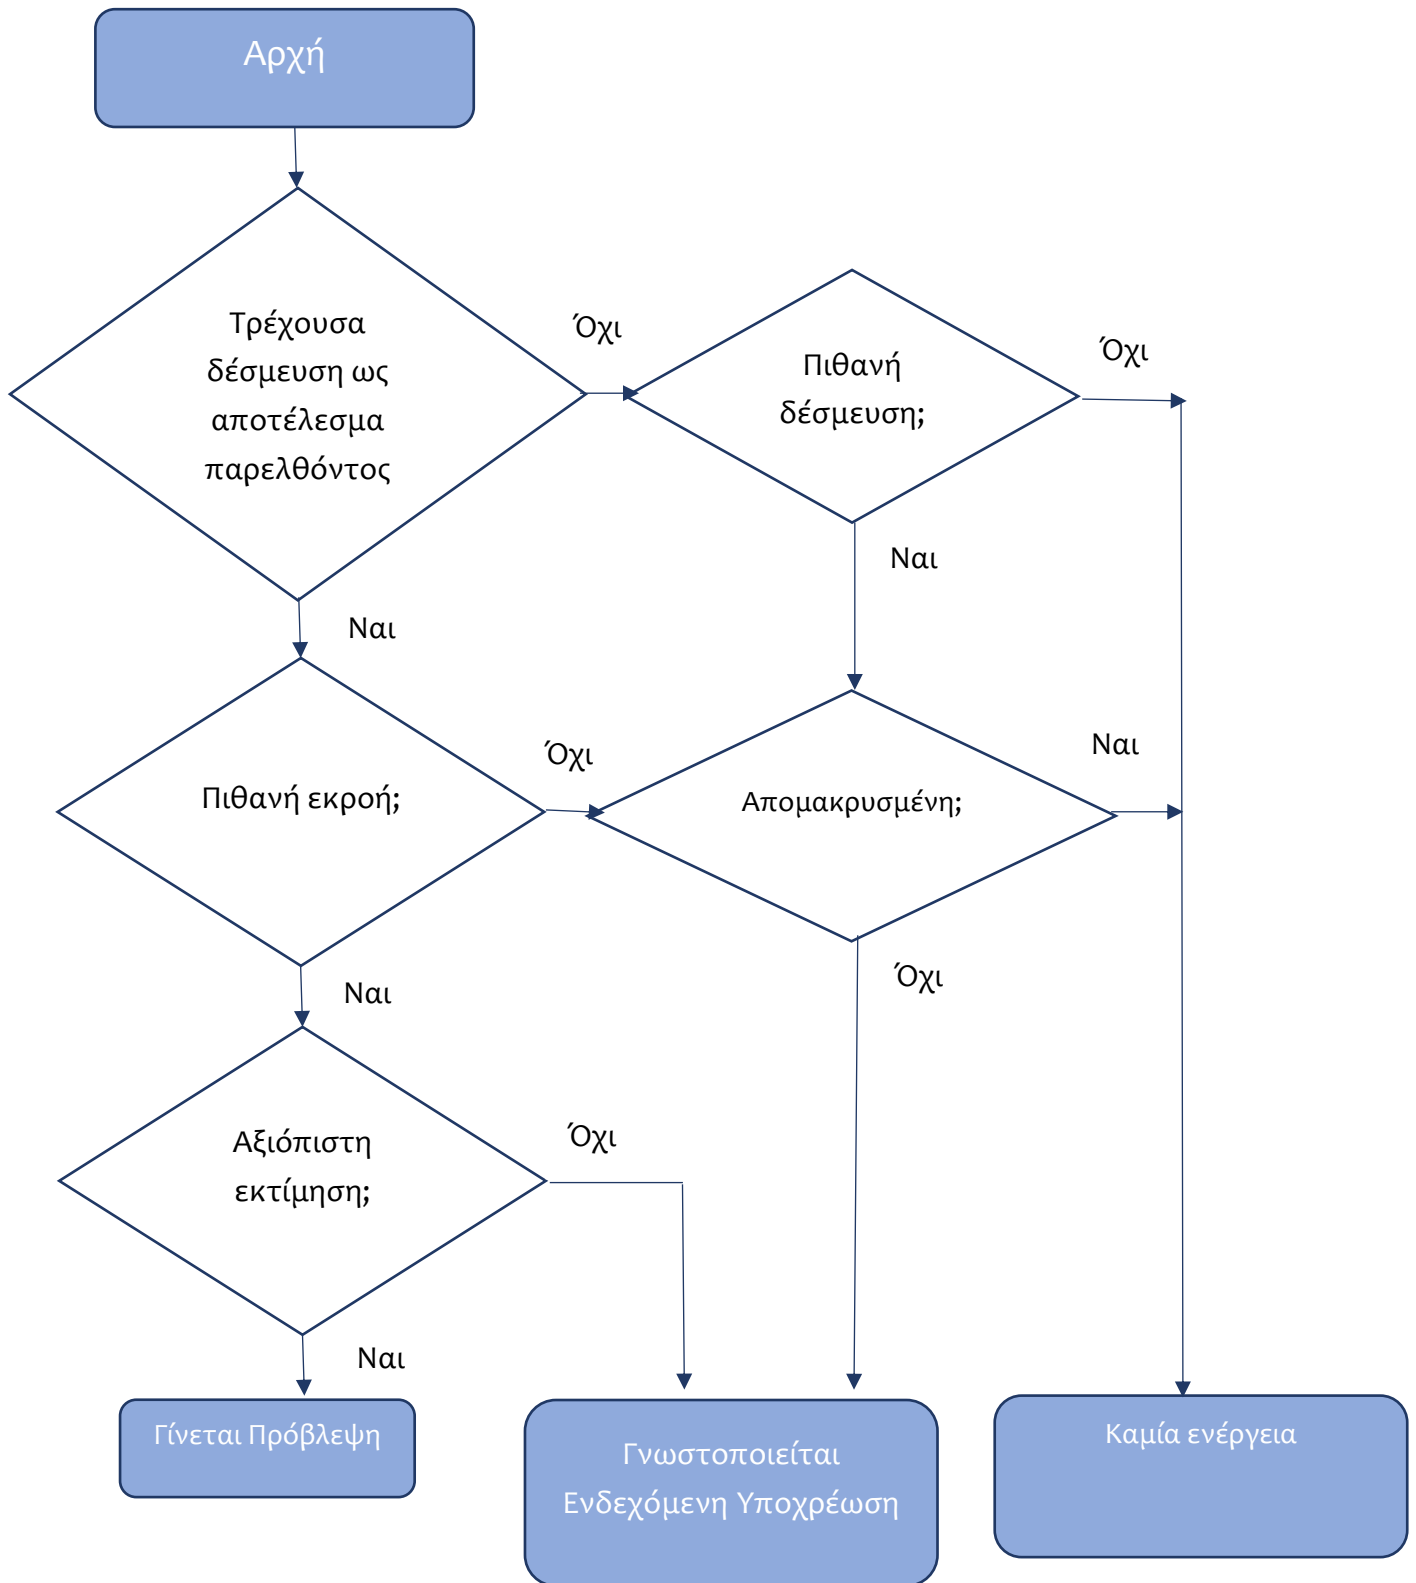 Αρχή
Τρέχουσα
δέσμευση ως
αποτέλεσμα
παρελθόντος
Όχι
Πιθανή
δέσμευση;
Όχι
Ναι
Ναι
Πιθανή εκροή;
Όχι
Απομακρυσμένη;
Ναι
Ναι
Όχι
Αξιόπιστη
εκτίμηση;
Όχι
Ναι
Γίνεται Πρόβλεψη
Γνωστοποιείται
Ενδεχόμενη Υποχρέωση
Καμία ενέργεια